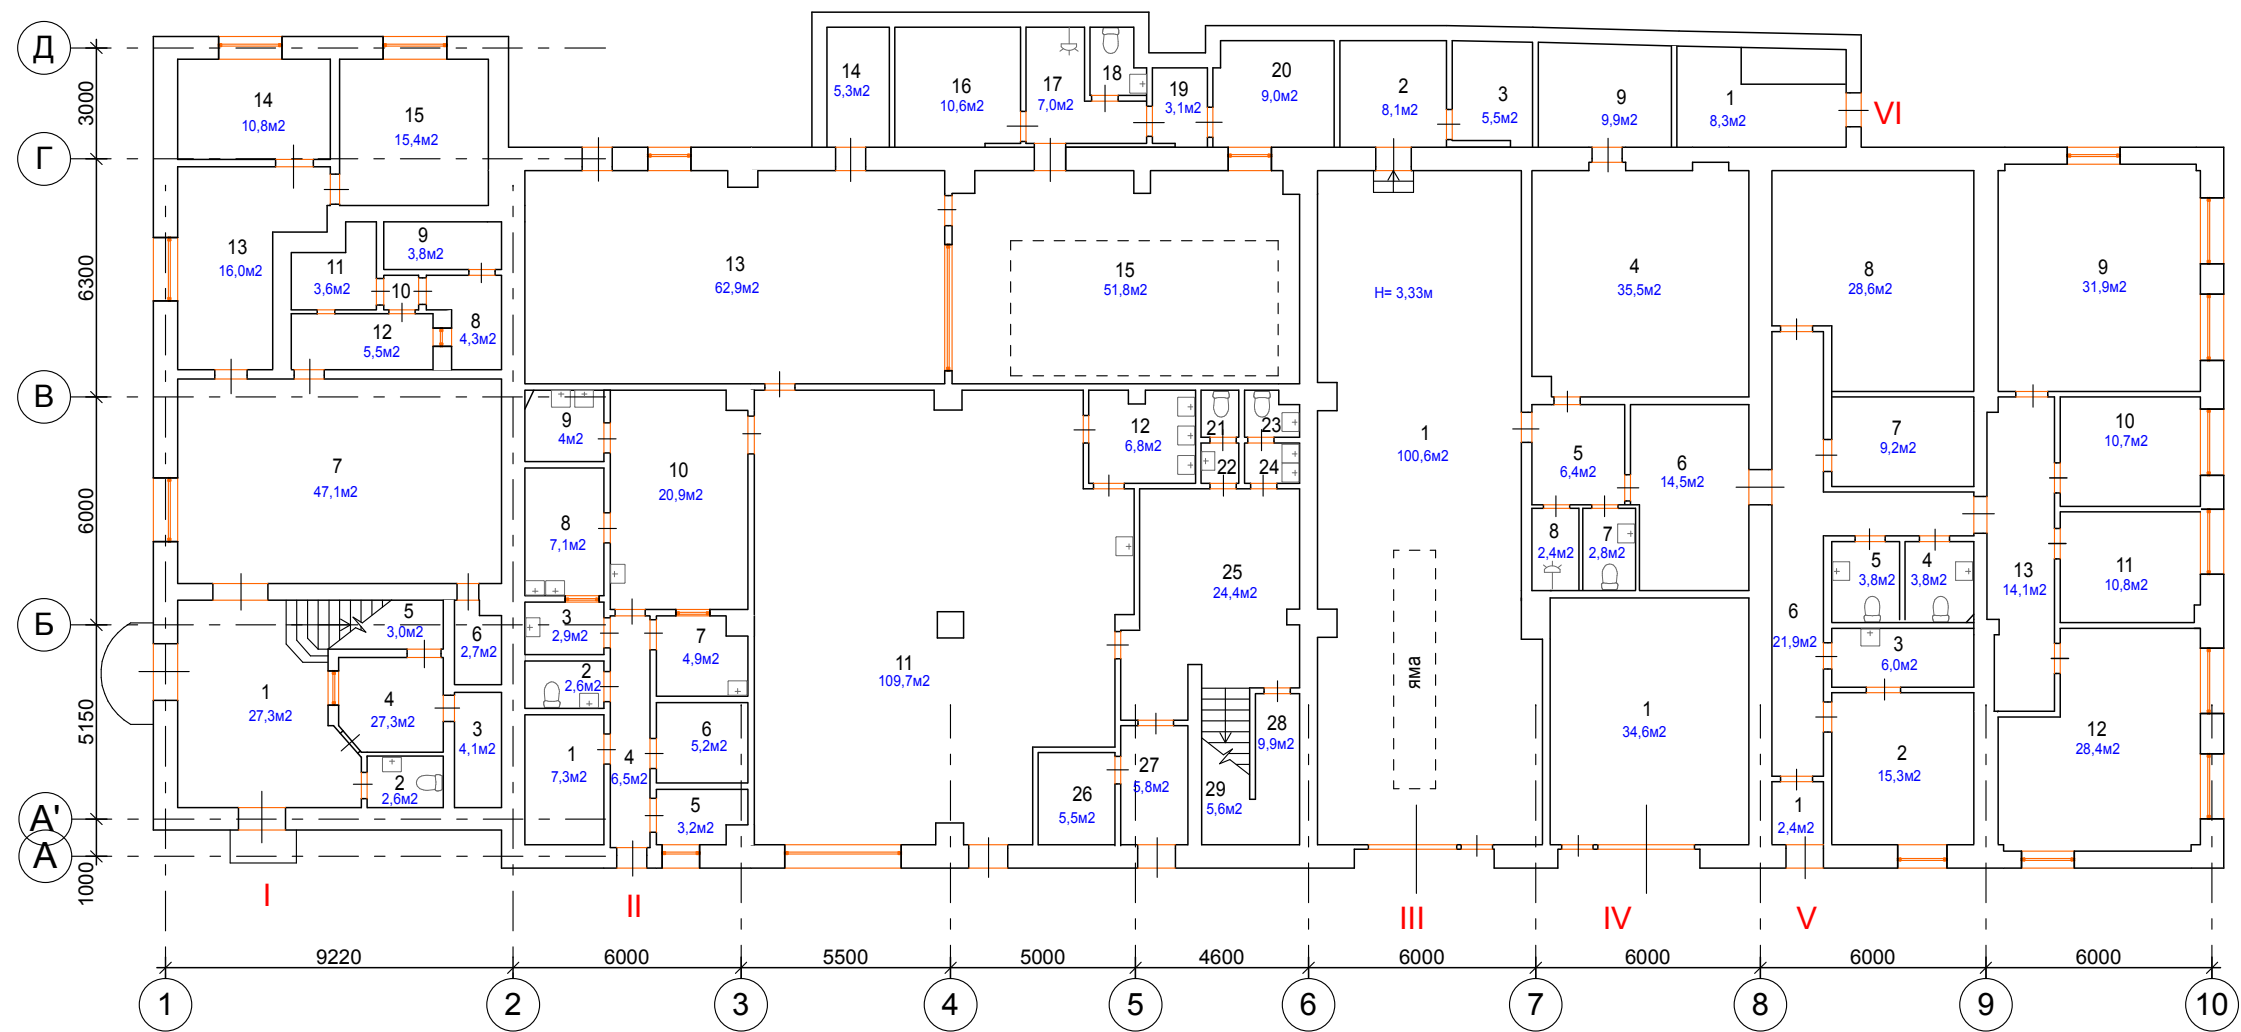 Д
Г
В
Б
А'
А
3000
6300
6000
5150
1000
14
10,8м2
15
15,4м2
13
16,0м2
11
3,6м2
9
3,8м2
10
8
4,3м2
12
5,5м2
7
47,1м2
5
3,0м2
6
2,7м2
1
27,3м2
4
27,3м2
3
4,1м2
2
2,6м2
I
14
5,3м2
16
10,6м2
17
7,0м2
18
19
3,1м2
20
9,0м2
13
62,9м2
15
51,8м2
9
4м2
10
20,9м2
8
7,1м2
3
2,9м2
2
2,6м2
7
4,9м2
6
5,2м2
1
7,3м2
4
6,5м2
5
3,2м2
11
109,7м2
12
6,8м2
21
22
23
24
25
24,4м2
26
5,5м2
27
5,8м2
28
9,9м2
29
5,6м2
II
2
8,1м2
3
5,5м2
H= 3,33м
1
100,6м2
яма
III
9
9,9м2
4
35,5м2
5
6,4м2
6
14,5м2
8
2,4м2
7
2,8м2
1
34,6м2
IV
1
8,3м2
VI
8
28,6м2
9
31,9м2
7
9,2м2
10
10,7м2
5
3,8м2
4
3,8м2
13
14,1м2
11
10,8м2
6
21,9м2
3
6,0м2
2
15,3м2
12
28,4м2
1
2,4м2
V
9220
6000
5500
5000
4600
6000
6000
6000
6000
1
2
3
4
5
6
7
8
9
10